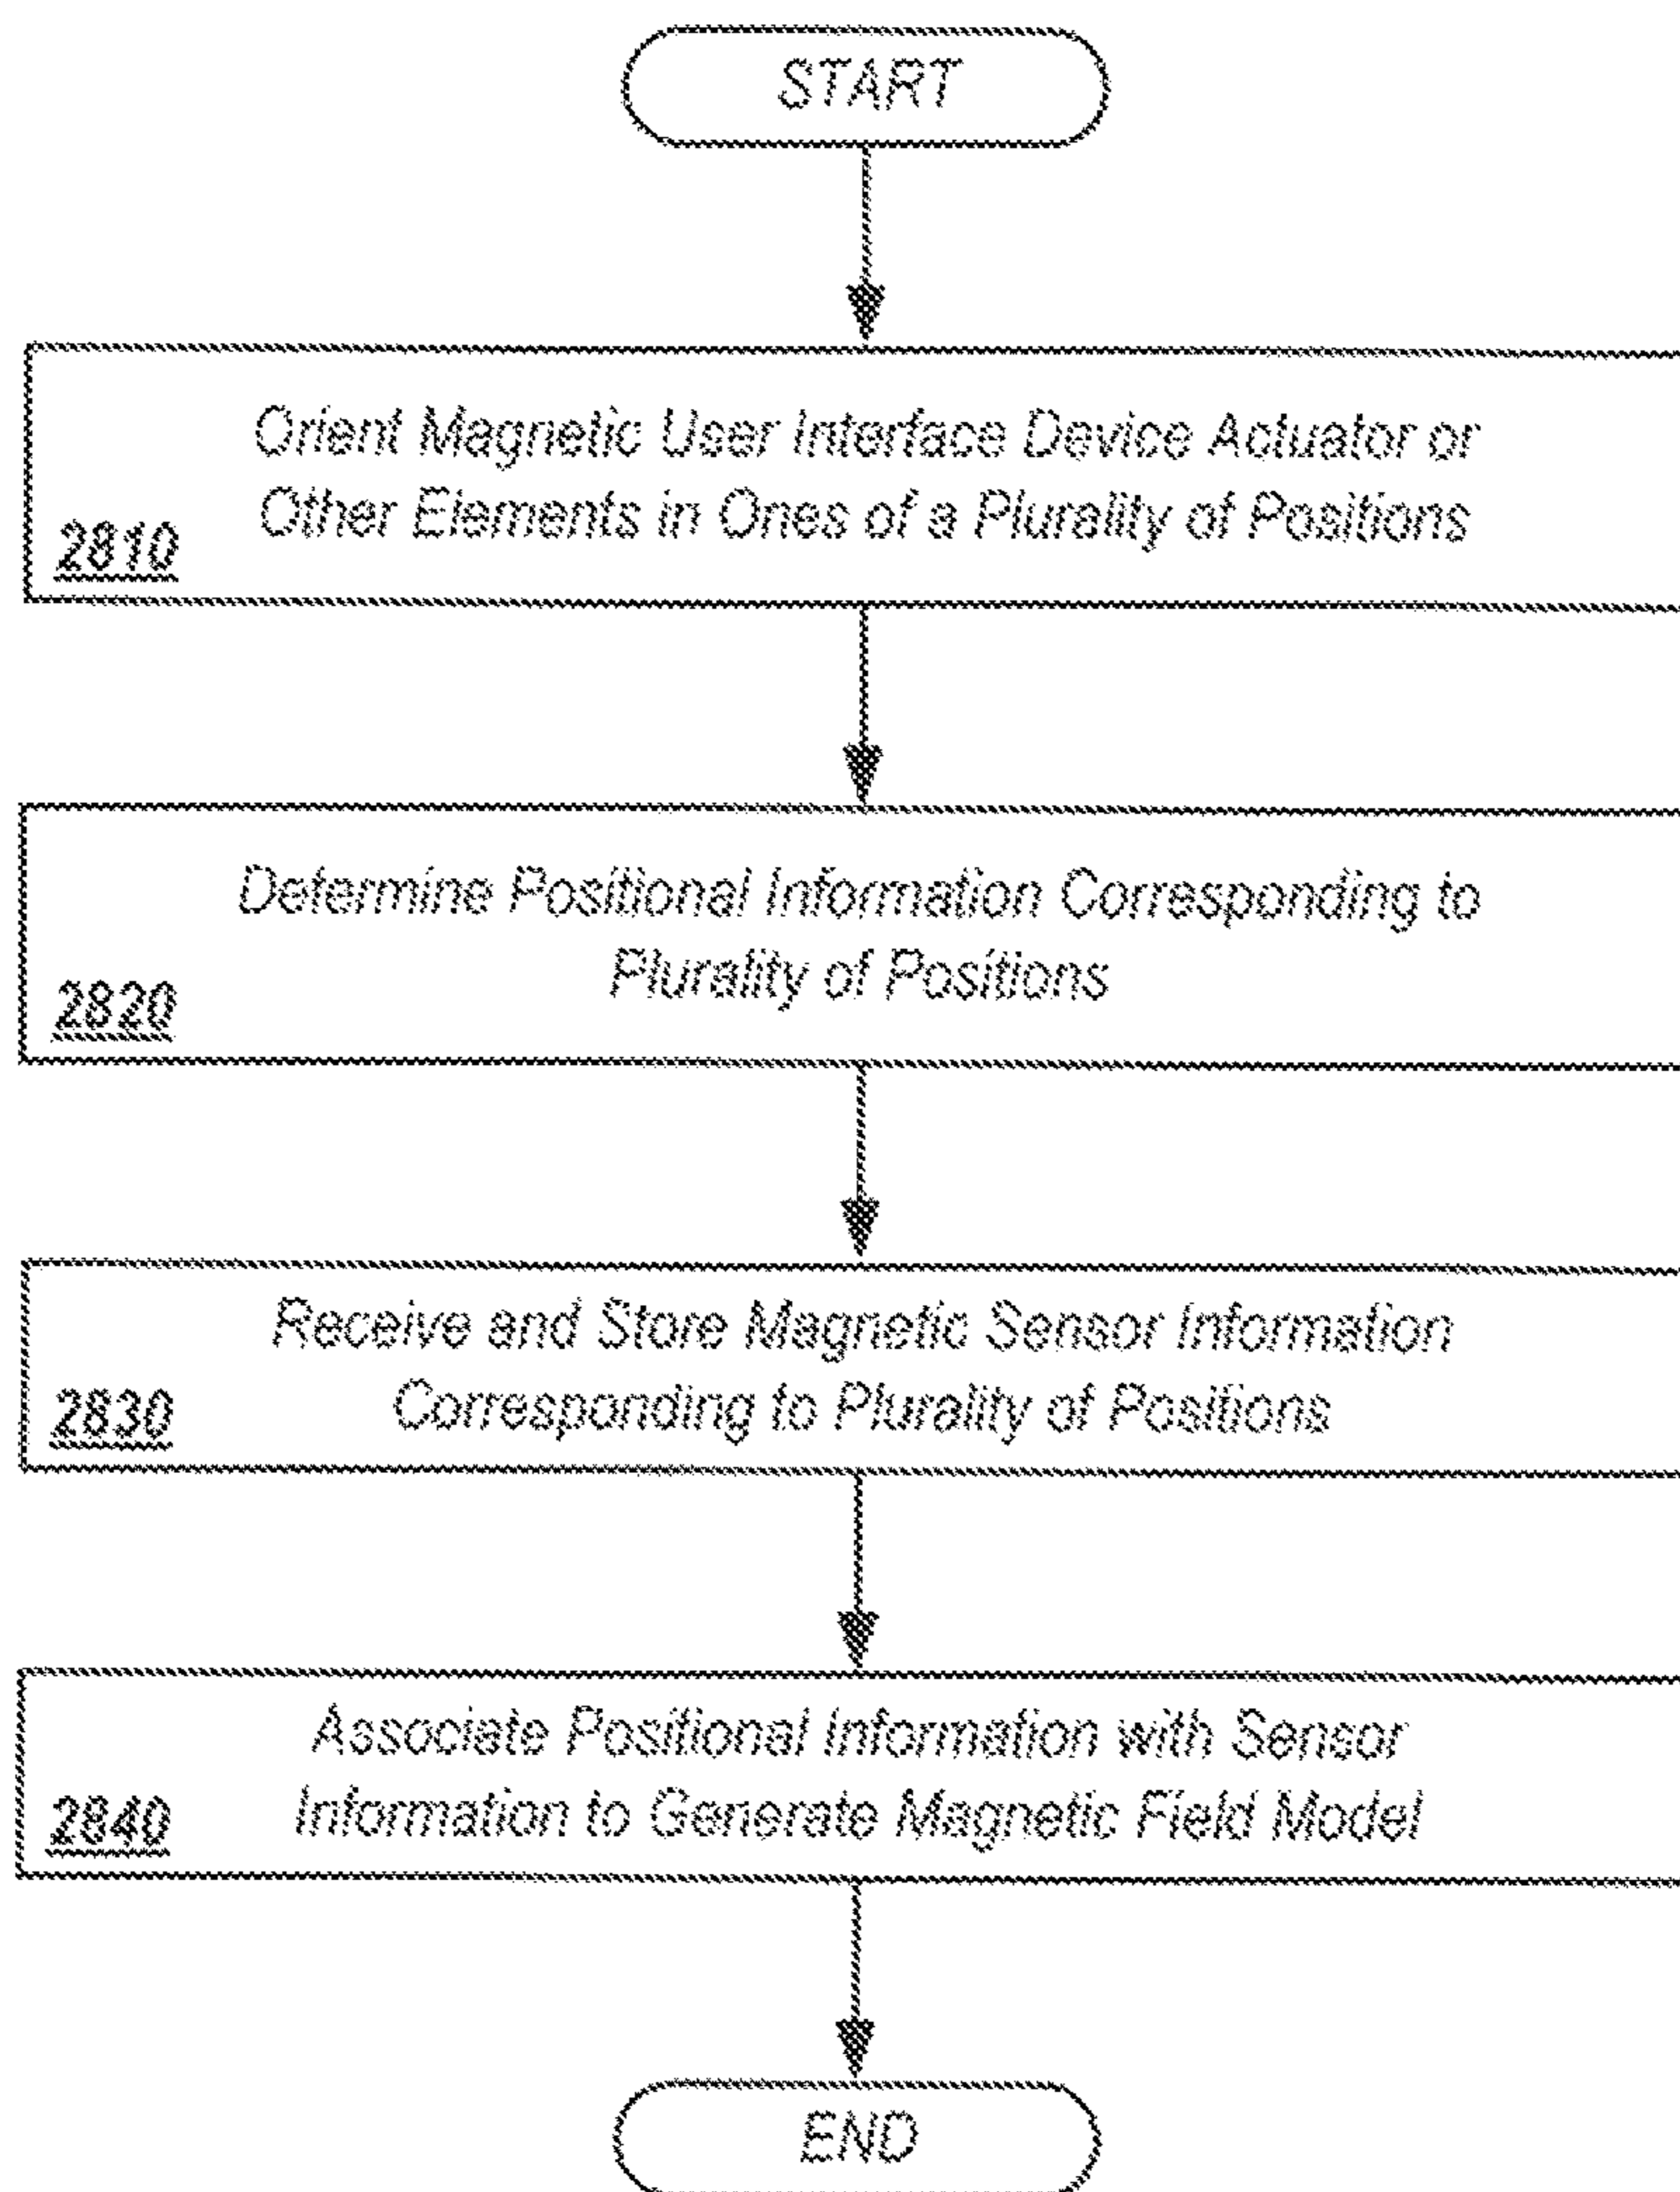 START
Orient Magnetic User Interface Device Actuator or
Other Elements in Ones of a Plurality of Positions
2810
Determine Positional Information Corresponding to
Plurality of Positions
2820
Receive and Store Magnetic Sensor Information
Corresponding to Plurality of Positions
2830
Associate Positional Information with Sensor
Information to Generate Magnetic Field Model
2840
END